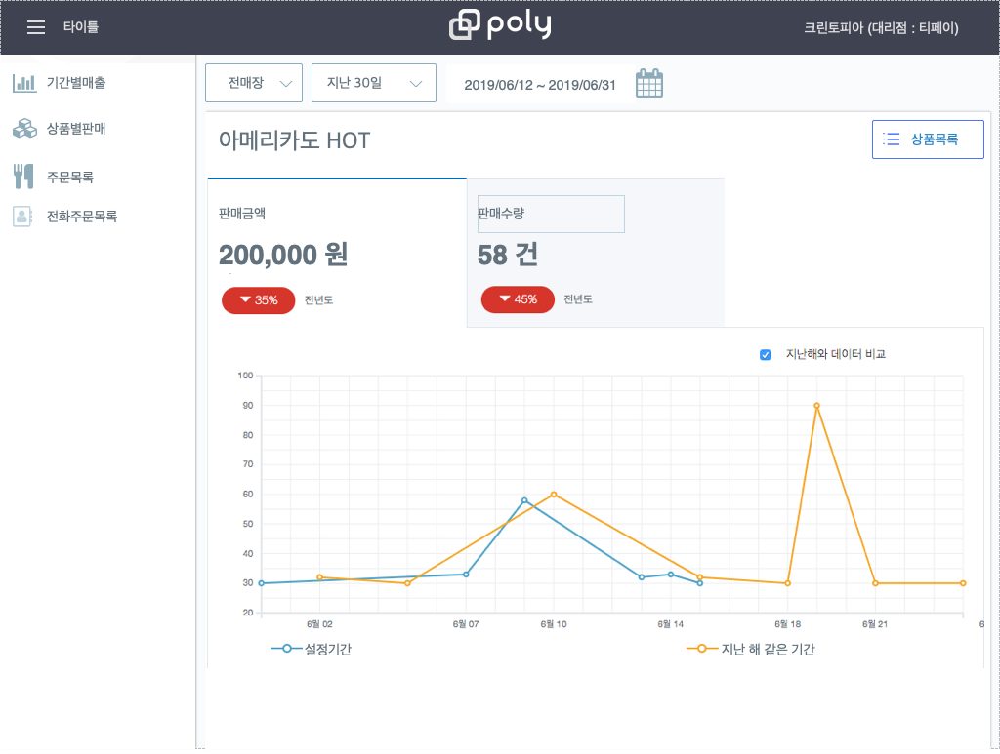 타이틀
poly
크린토피아 (대리점 : 티페이)
기간별매출
상품별판매
주문목록
전화주문목록
전매장
지난 30일
2019/06/12 ~ 2019/06/31
아메리카도 HOT
상품목록
판매금액
200,000 원
35%
전년도
판매수량
58 건
45%
전년도
지난해와 데이터 비교
100
90
80
70
60
50
40
30
20
6월 02
6월 07
6월 10
6월 14
6월 18
6월 21
6
설정기간
지난 해 같은 기간